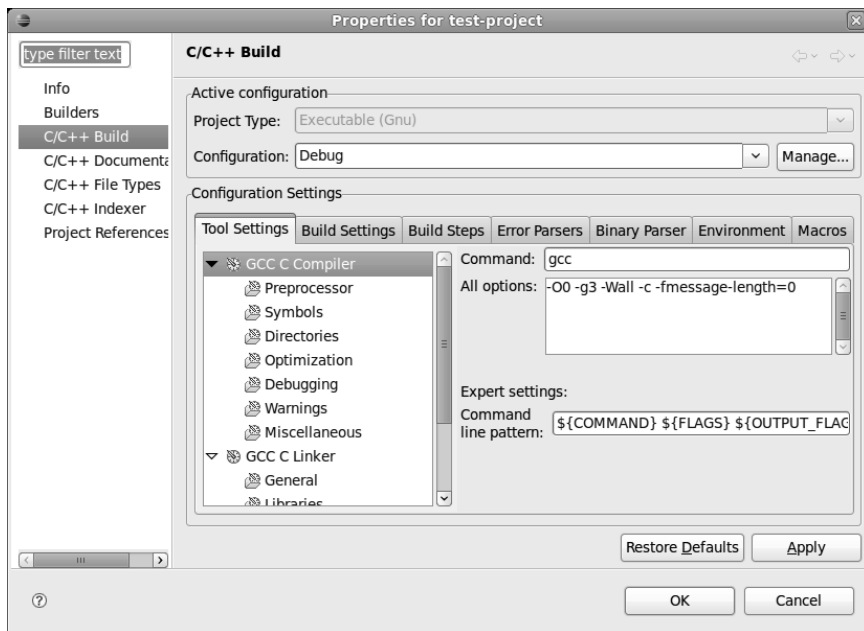 Properties for test-project
type filter text
Info
Builders
C/C++ Build
C/C++ Documenta
C/C++ File Types
C/C++ Indexer
Project References
C/C++ Build
Active configuration
Project Type: Executable (Gnu)
Configuration: Debug Manage...
Configuration Settings
Tool Settings Build Settings Build Steps Error Parsers Binary Parser Environment Macros
GCC C Compiler
Preprocessor
Symbols
Directories
Optimization
Debugging
Warnings
Miscellaneous
GCC C Linker
General
Libraries
Command: gcc
All options: -O0 -g3 -Wall -c -fmessage-length=0
Expert settings:
Command
line pattern: ${COMMAND} ${FLAGS} ${OUTPUT_FLAG
Restore Defaults Apply
OK Cancel